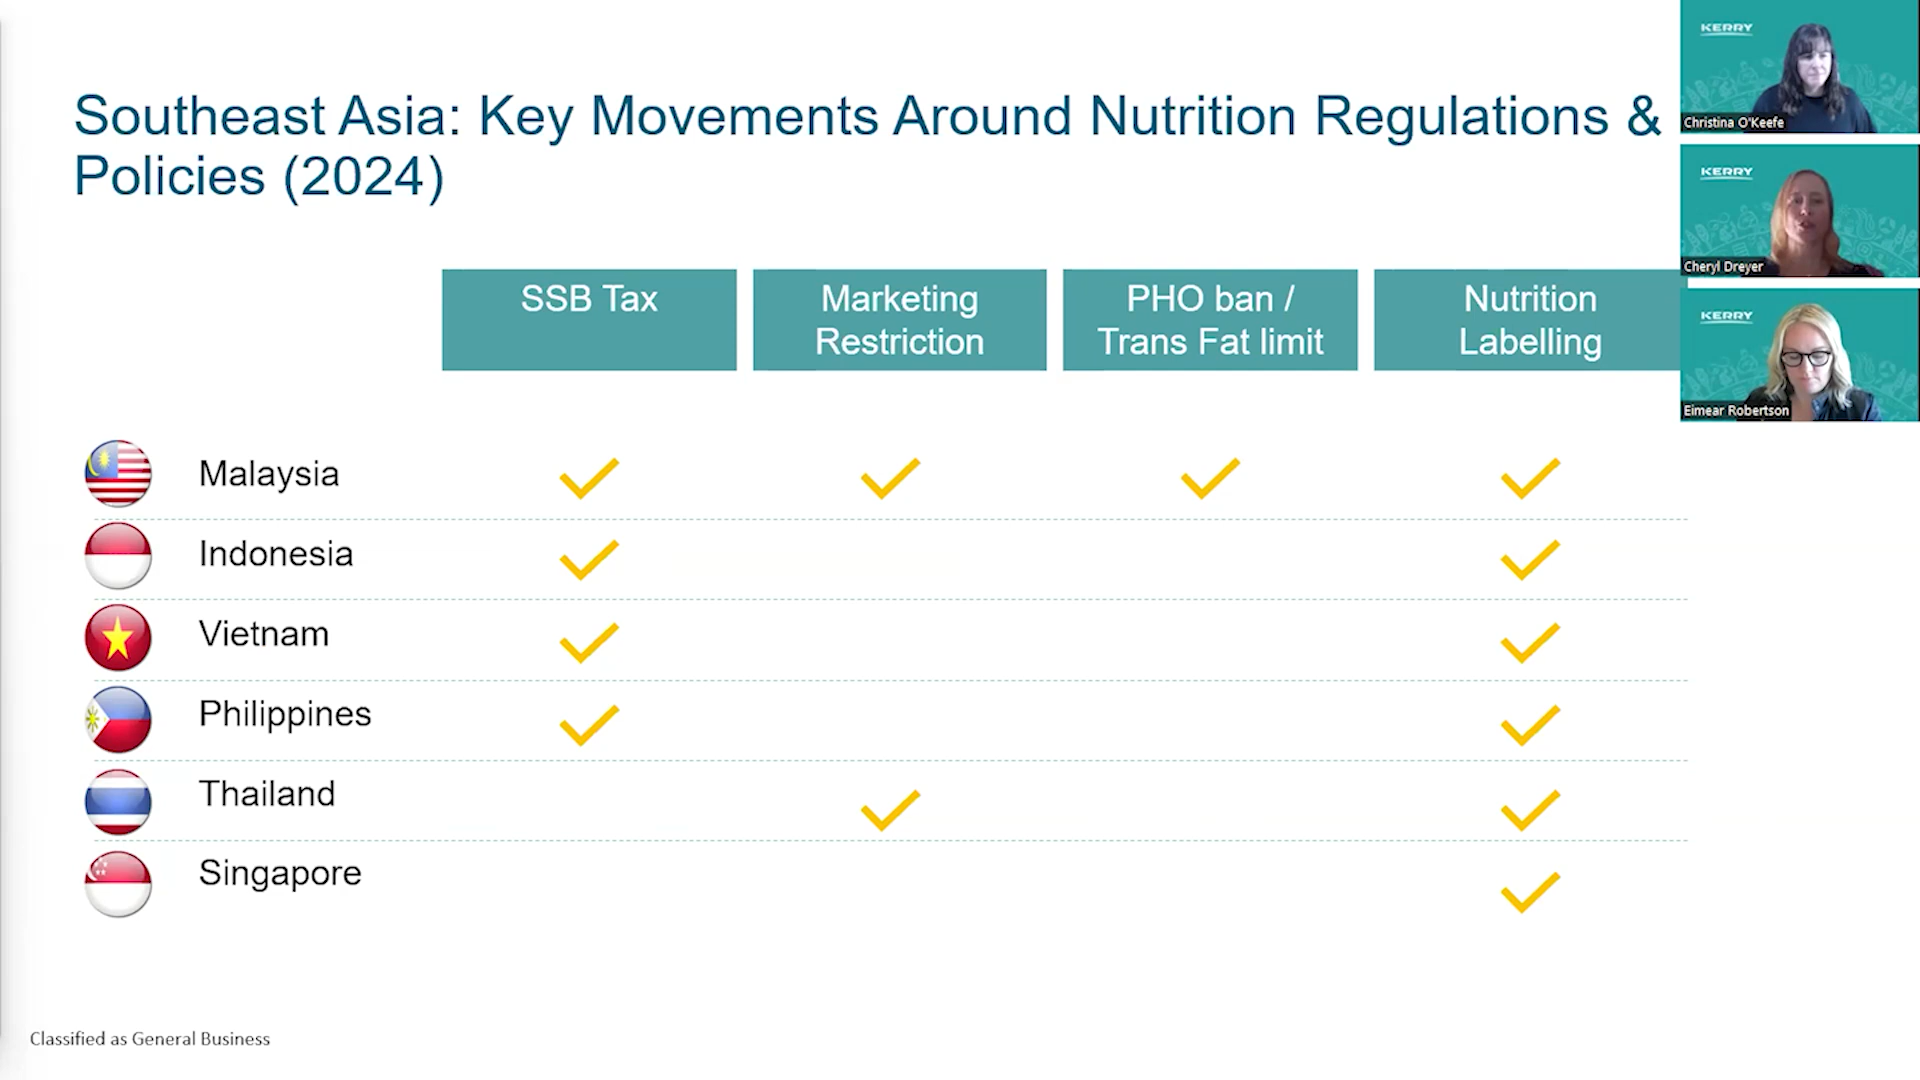 Southeast Asia: Key Movements Around Nutrition Regulations &
Policies (2024)
SSB Tax
Marketing
Restriction
PHO ban /
Trans Fat limit
Nutrition
Labelling
Malaysia
Indonesia
Vietnam
Philippines
Thailand
Singapore
Classified as General Business
KERRY
Christina O'Keefe
KERRY
Cheryl Dreyer
KERRY
Eimear Robertson